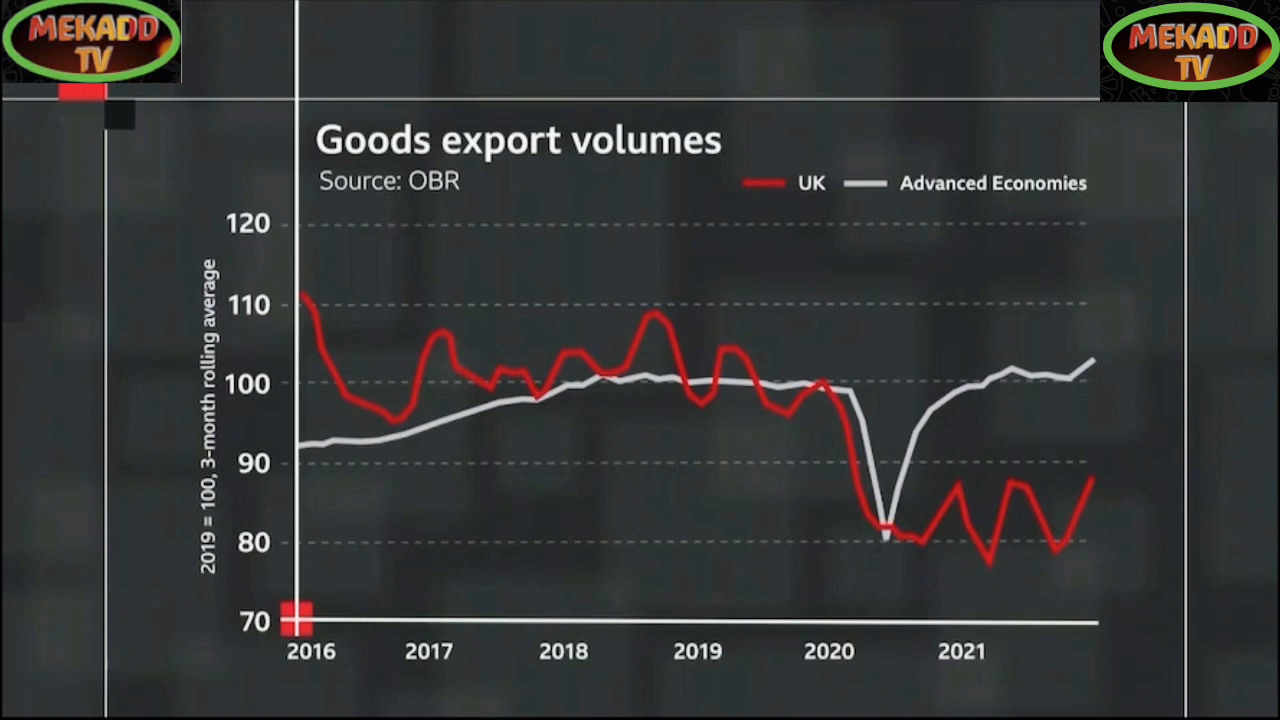 MEKADD
TV
MEKADD
TV
Goods export volumes
Source: OBR
UK
Advanced Economies
2019 = 100, 3-month rolling average
120
110
100
90
80
70
2016
2017
2018
2019
2020
2021